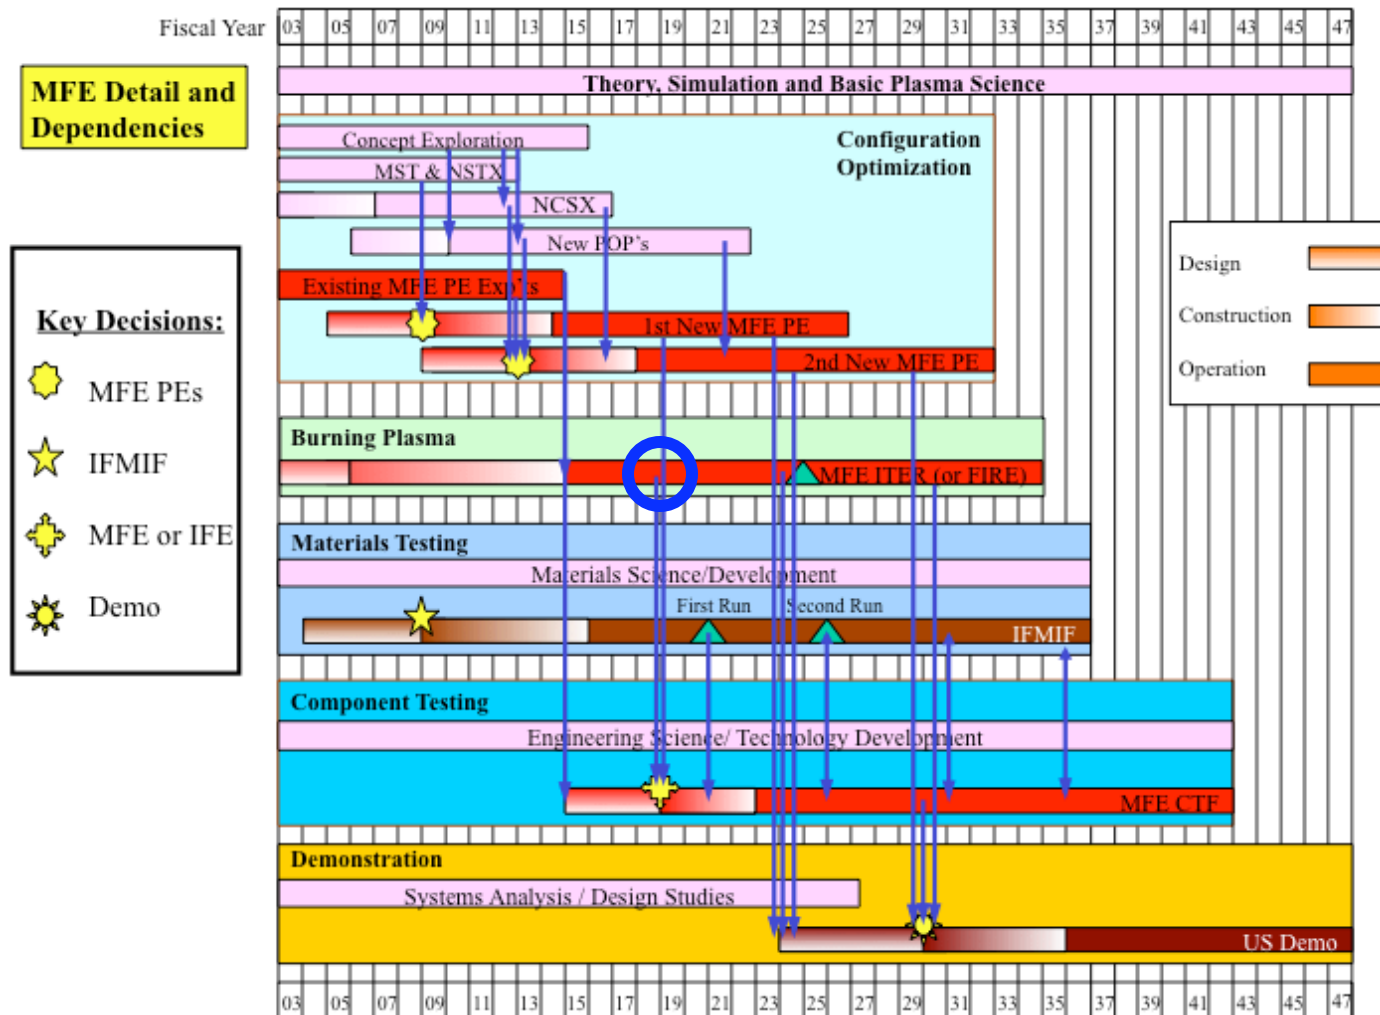 Fiscal Year 03 05 07 09 11 13 15 17 19 21 23 25 27 29 31 33 35 37 39 41 43 45 47
MFE Detail and
Dependencies
Theory, Simulation and Basic Plasma Science
Concept Exploration
Configuration
Optimization
MST & NSTX
NCSX
New POP's
Existing MFE PE Exp'ts
1st New MFE PE
2nd New MFE PE
Key Decisions:
MFE PEs
IFMIF
MFE or IFE
Demo
Design
Construction
Operation
Burning Plasma
MFE ITER (or FIRE)
Materials Testing
Materials Science/Development
First Run
Second Run
IFMIF
Component Testing
Engineering Science/ Technology Development
MFE CTF
Demonstration
Systems Analysis / Design Studies
US Demo
03 05 07 09 11 13 15 17 19 21 23 25 27 29 31 33 35 37 39 41 43 45 47